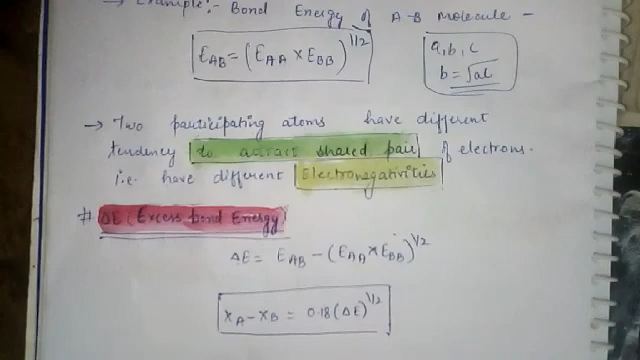 → Example:- Bond Energy of A-B molecule -
E_AB = (E_AA × E_BB)^1/2
a, b, c
b = √ac
→ Two participating atoms have different
tendency to attract shared pair of electrons.
i.e. have different Electronegativities
# ΔE (Excess bond Energy)
ΔE = E_AB - (E_AA × E_BB)^1/2
X_A - X_B = 0.18 (ΔE)^1/2